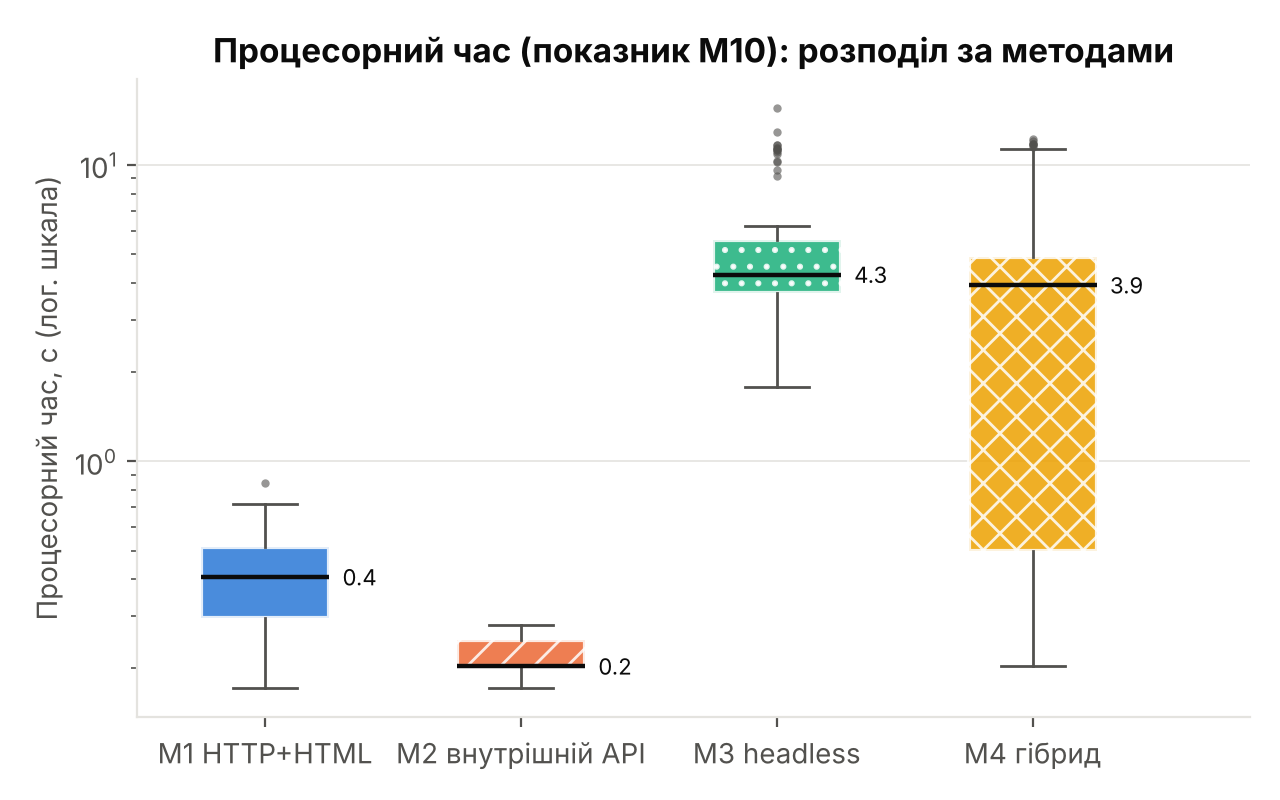 Процесорний час (показник M10): розподіл за методами
Процесорний час, с (лог. шкала)
10¹
10⁰
0.4
0.2
4.3
3.9
M1 HTTP+HTML
M2 внутрішній API
M3 headless
M4 гібрид